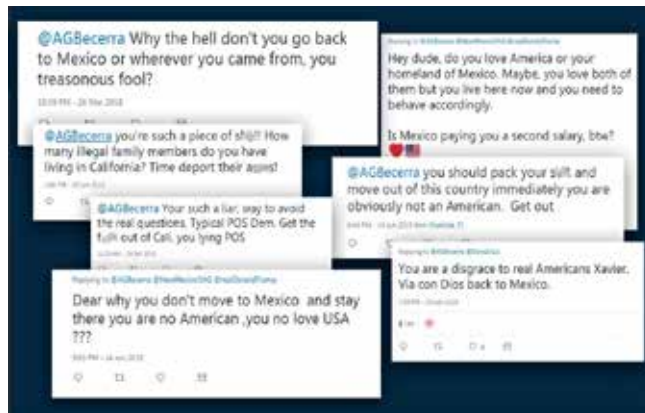 @AGBecerra Why the hell don't you go back
to Mexico or wherever you came from, you
treasonous fool?
Hey dude, do you love America or your
homeland of Mexico. Maybe, you love both of
them but you live here now and you need to
behave accordingly.
Is Mexico paying you a second salary, btw?
@AGBecerra you're such a piece of sh@!! How
many illegal family members do you have
living in California? Time deport their
@AGBecerra you should pack your and
move out of this country immediately you are
obviously not an American. Get out
@AGBecerra Your such a liar, way to avoid
the real questions. Typical POS Dem. Get the
out of Cali, you lying POS
You are a disgrace to real Americans Xavier.
Via con Dios back to Mexico.
Replying to
Dear why you don't move to Mexico and stay
there you are no American ,you no love USA
???